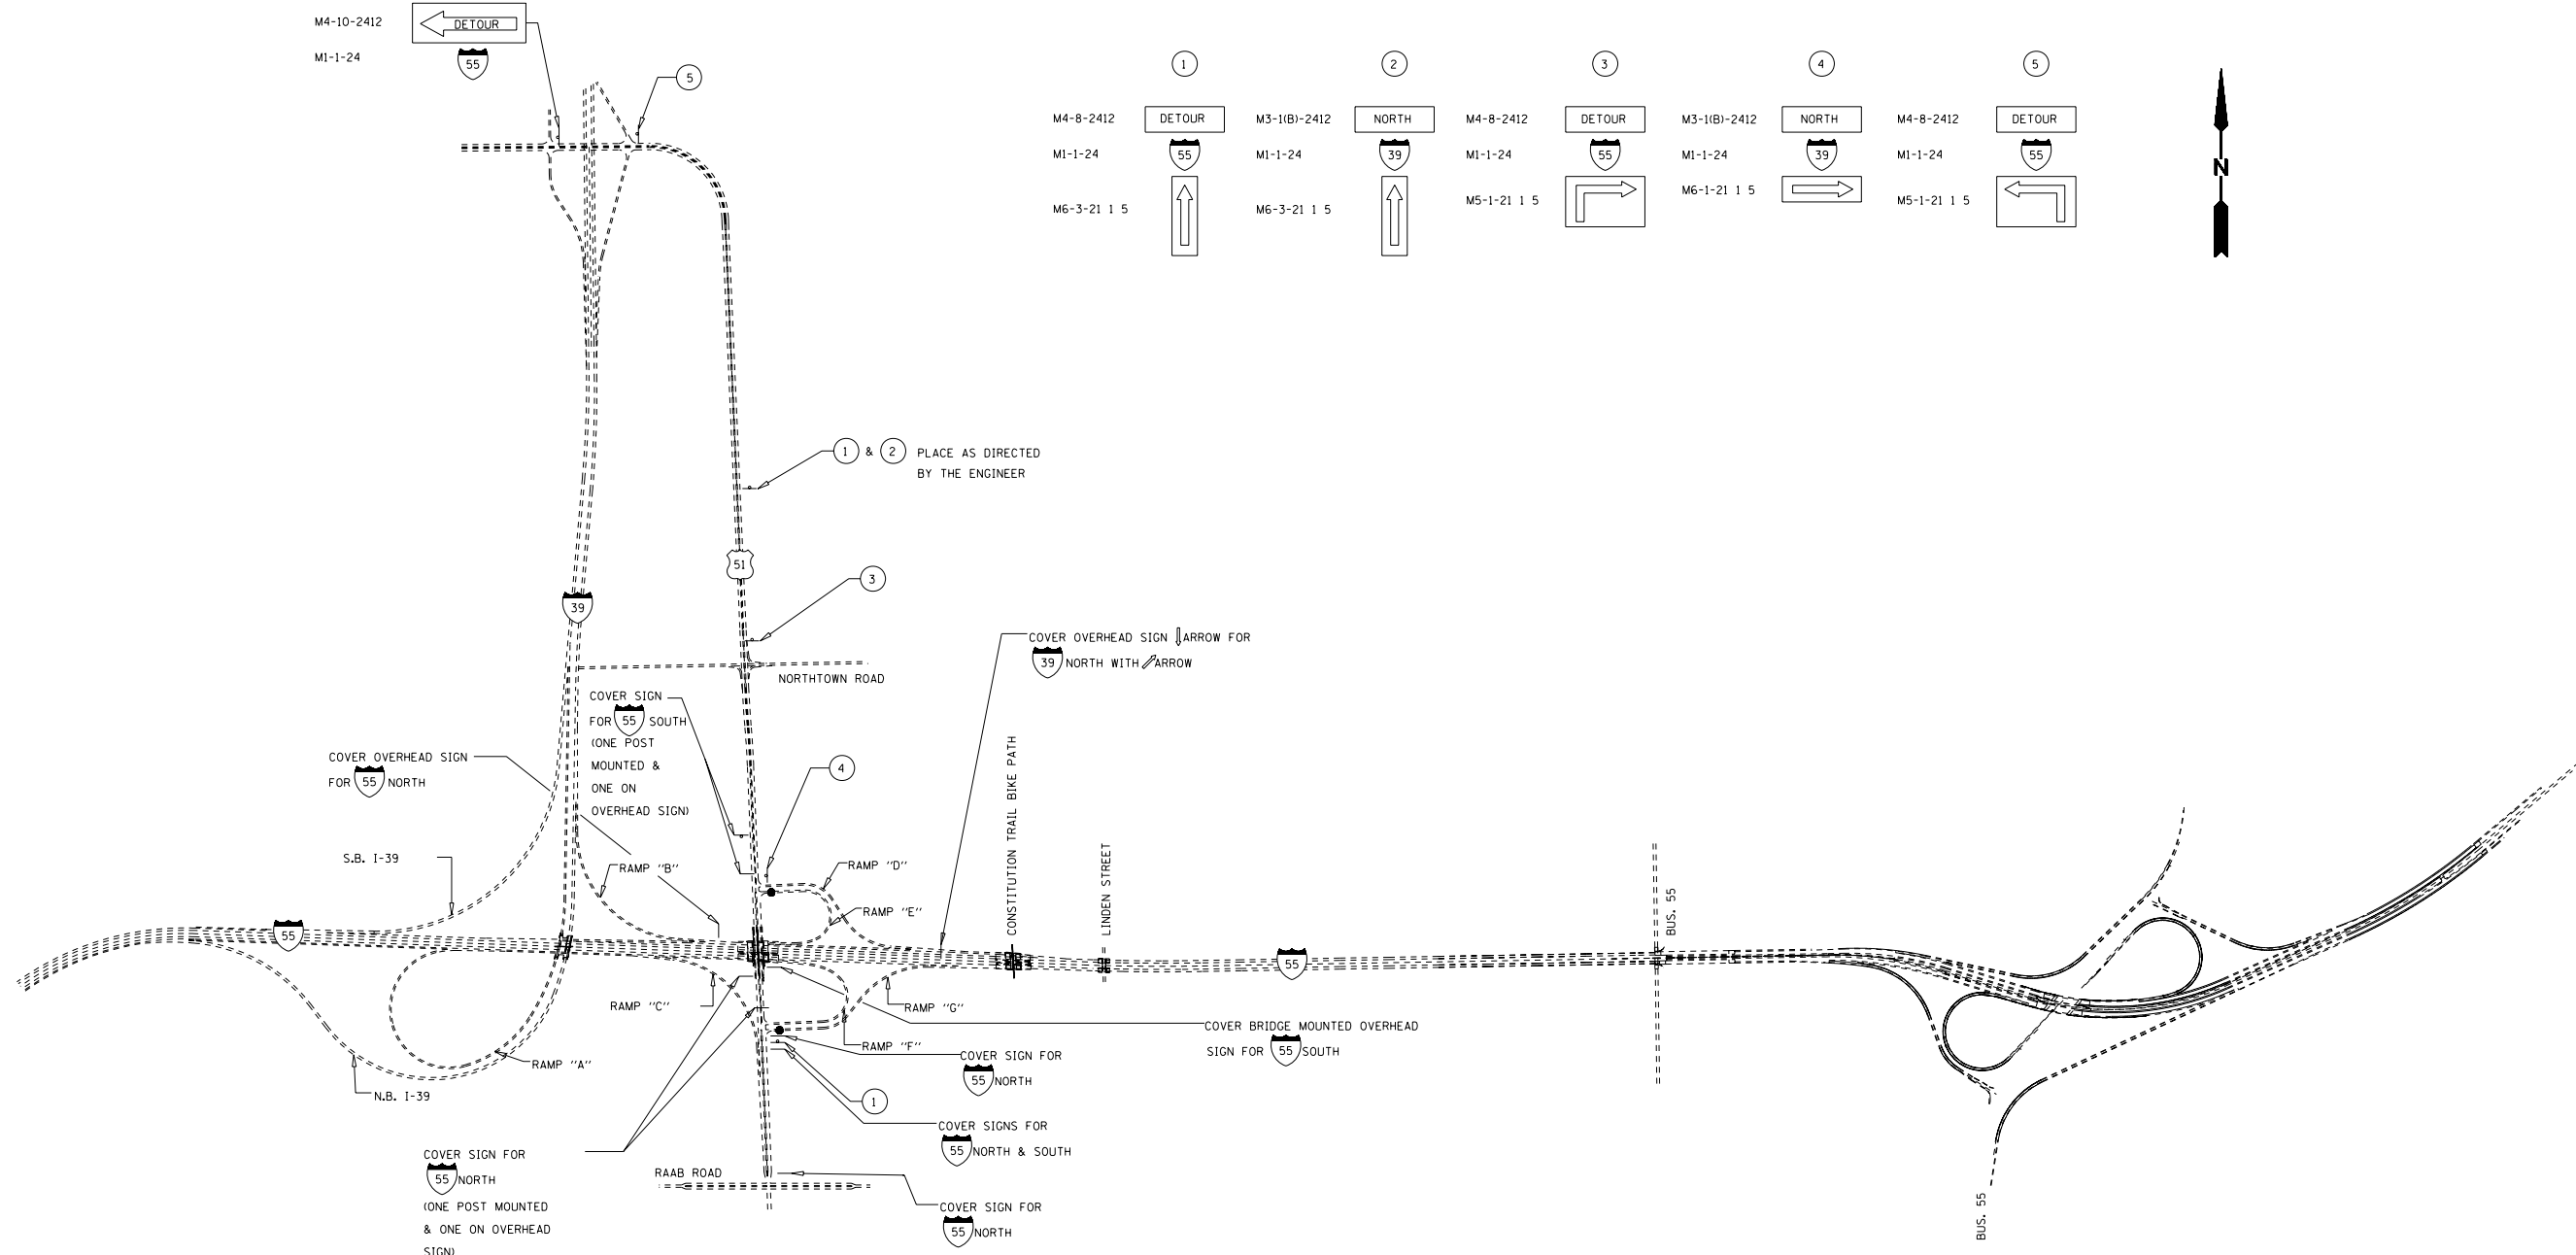 M4-10-2412
DETOUR
M1-1-24
55
5
1
2
3
4
5
M4-8-2412
DETOUR
M3-1(B)-2412
NORTH
M4-8-2412
DETOUR
M3-1(B)-2412
NORTH
M4-8-2412
DETOUR
M1-1-24
55
M1-1-24
39
M1-1-24
55
M1-1-24
39
M1-1-24
55
M6-3-21 1 5
M6-3-21 1 5
M5-1-21 1 5
M6-1-21 1 5
M5-1-21 1 5
N
1 & 2 PLACE AS DIRECTED
BY THE ENGINEER
51
3
39
COVER OVERHEAD SIGN ARROW FOR
39 NORTH WITH ARROW
NORTHTOWN ROAD
COVER SIGN
FOR 55 SOUTH
(ONE POST
MOUNTED &
ONE ON
OVERHEAD SIGN)
COVER OVERHEAD SIGN
FOR 55 NORTH
4
S.B. I-39
RAMP "B"
RAMP "D"
RAMP "E"
CONSTITUTION TRAIL BIKE PATH
LINDEN STREET
BUS. 55
55
55
RAMP "C"
RAMP "G"
RAMP "F"
RAMP "A"
N.B. I-39
COVER BRIDGE MOUNTED OVERHEAD
SIGN FOR 55 SOUTH
COVER SIGN FOR
55 NORTH
1
COVER SIGNS FOR
55 NORTH & SOUTH
COVER SIGN FOR
55 NORTH
(ONE POST MOUNTED
& ONE ON OVERHEAD
SIGN)
RAAB ROAD
COVER SIGN FOR
55 NORTH
BUS. 55